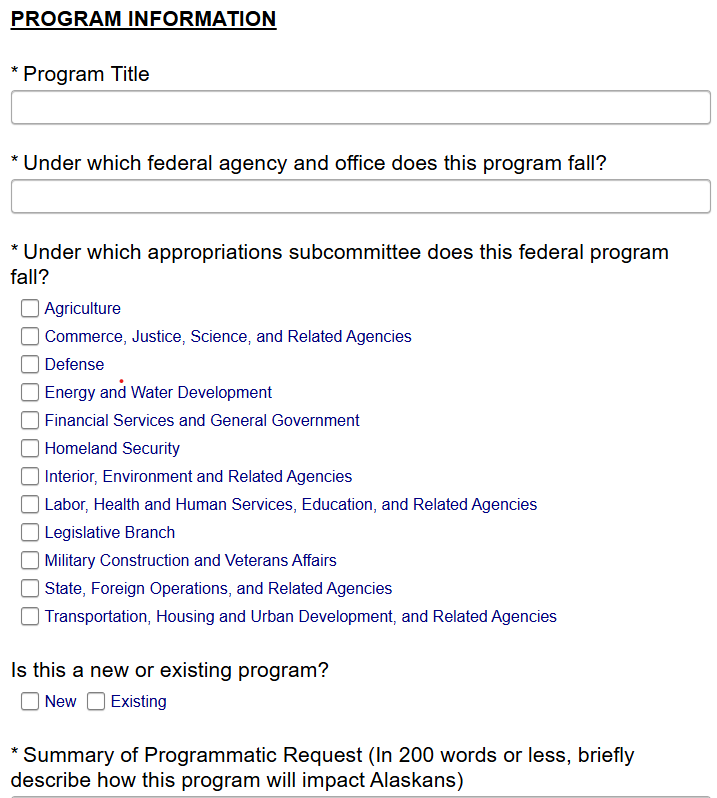 PROGRAM INFORMATION
* Program Title
* Under which federal agency and office does this program fall?
* Under which appropriations subcommittee does this federal program
fall?
Agriculture
Commerce, Justice, Science, and Related Agencies
Defense
Energy and Water Development
Financial Services and General Government
Homeland Security
Interior, Environment and Related Agencies
Labor, Health and Human Services, Education, and Related Agencies
Legislative Branch
Military Construction and Veterans Affairs
State, Foreign Operations, and Related Agencies
Transportation, Housing and Urban Development, and Related Agencies
Is this a new or existing program?
New Existing
* Summary of Programmatic Request (In 200 words or less, briefly
describe how this program will impact Alaskans)